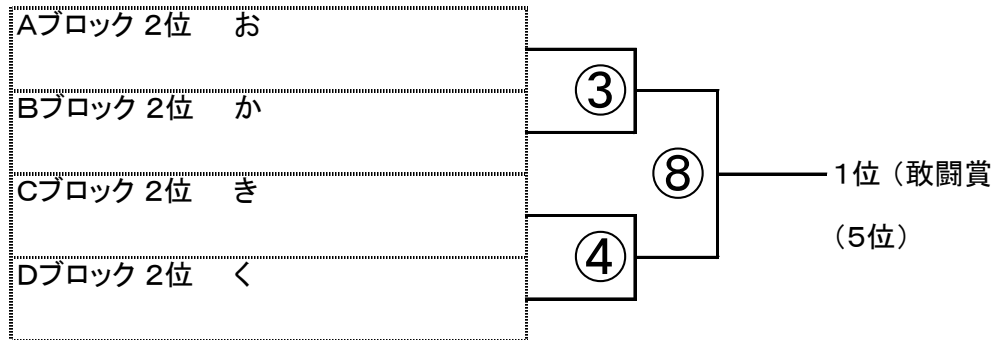 Aブロック 2位 お
③
Bブロック 2位 か
⑧
1位（敢闘賞
Cブロック 2位 き
（5位）
④
Dブロック 2位 く